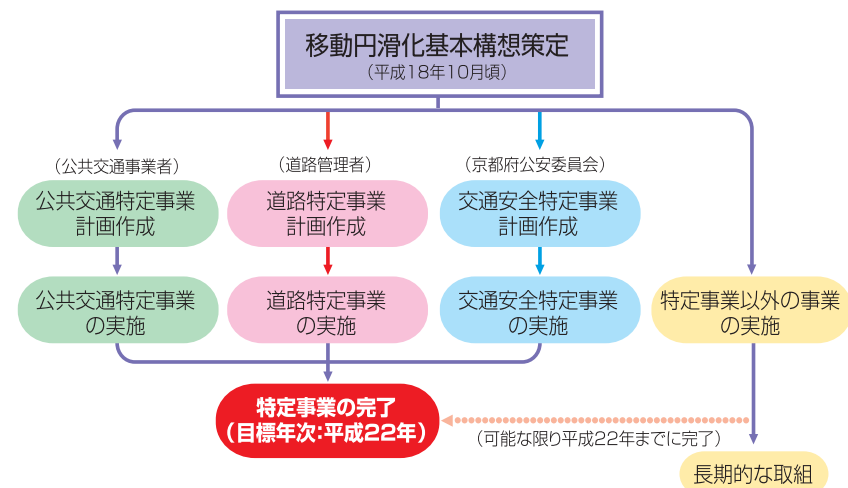 移動円滑化基本構想策定
（平成18年10月頃）
（公共交通事業者）
（道路管理者）
（京都府公安委員会）
公共交通特定事業
計画作成
道路特定事業
計画作成
交通安全特定事業
計画作成
公共交通特定事業
の実施
道路特定事業
の実施
交通安全特定事業
の実施
特定事業以外の事業
の実施
特定事業の完了
（目標年次：平成22年）
（可能な限り平成22年までに完了）
長期的な取組